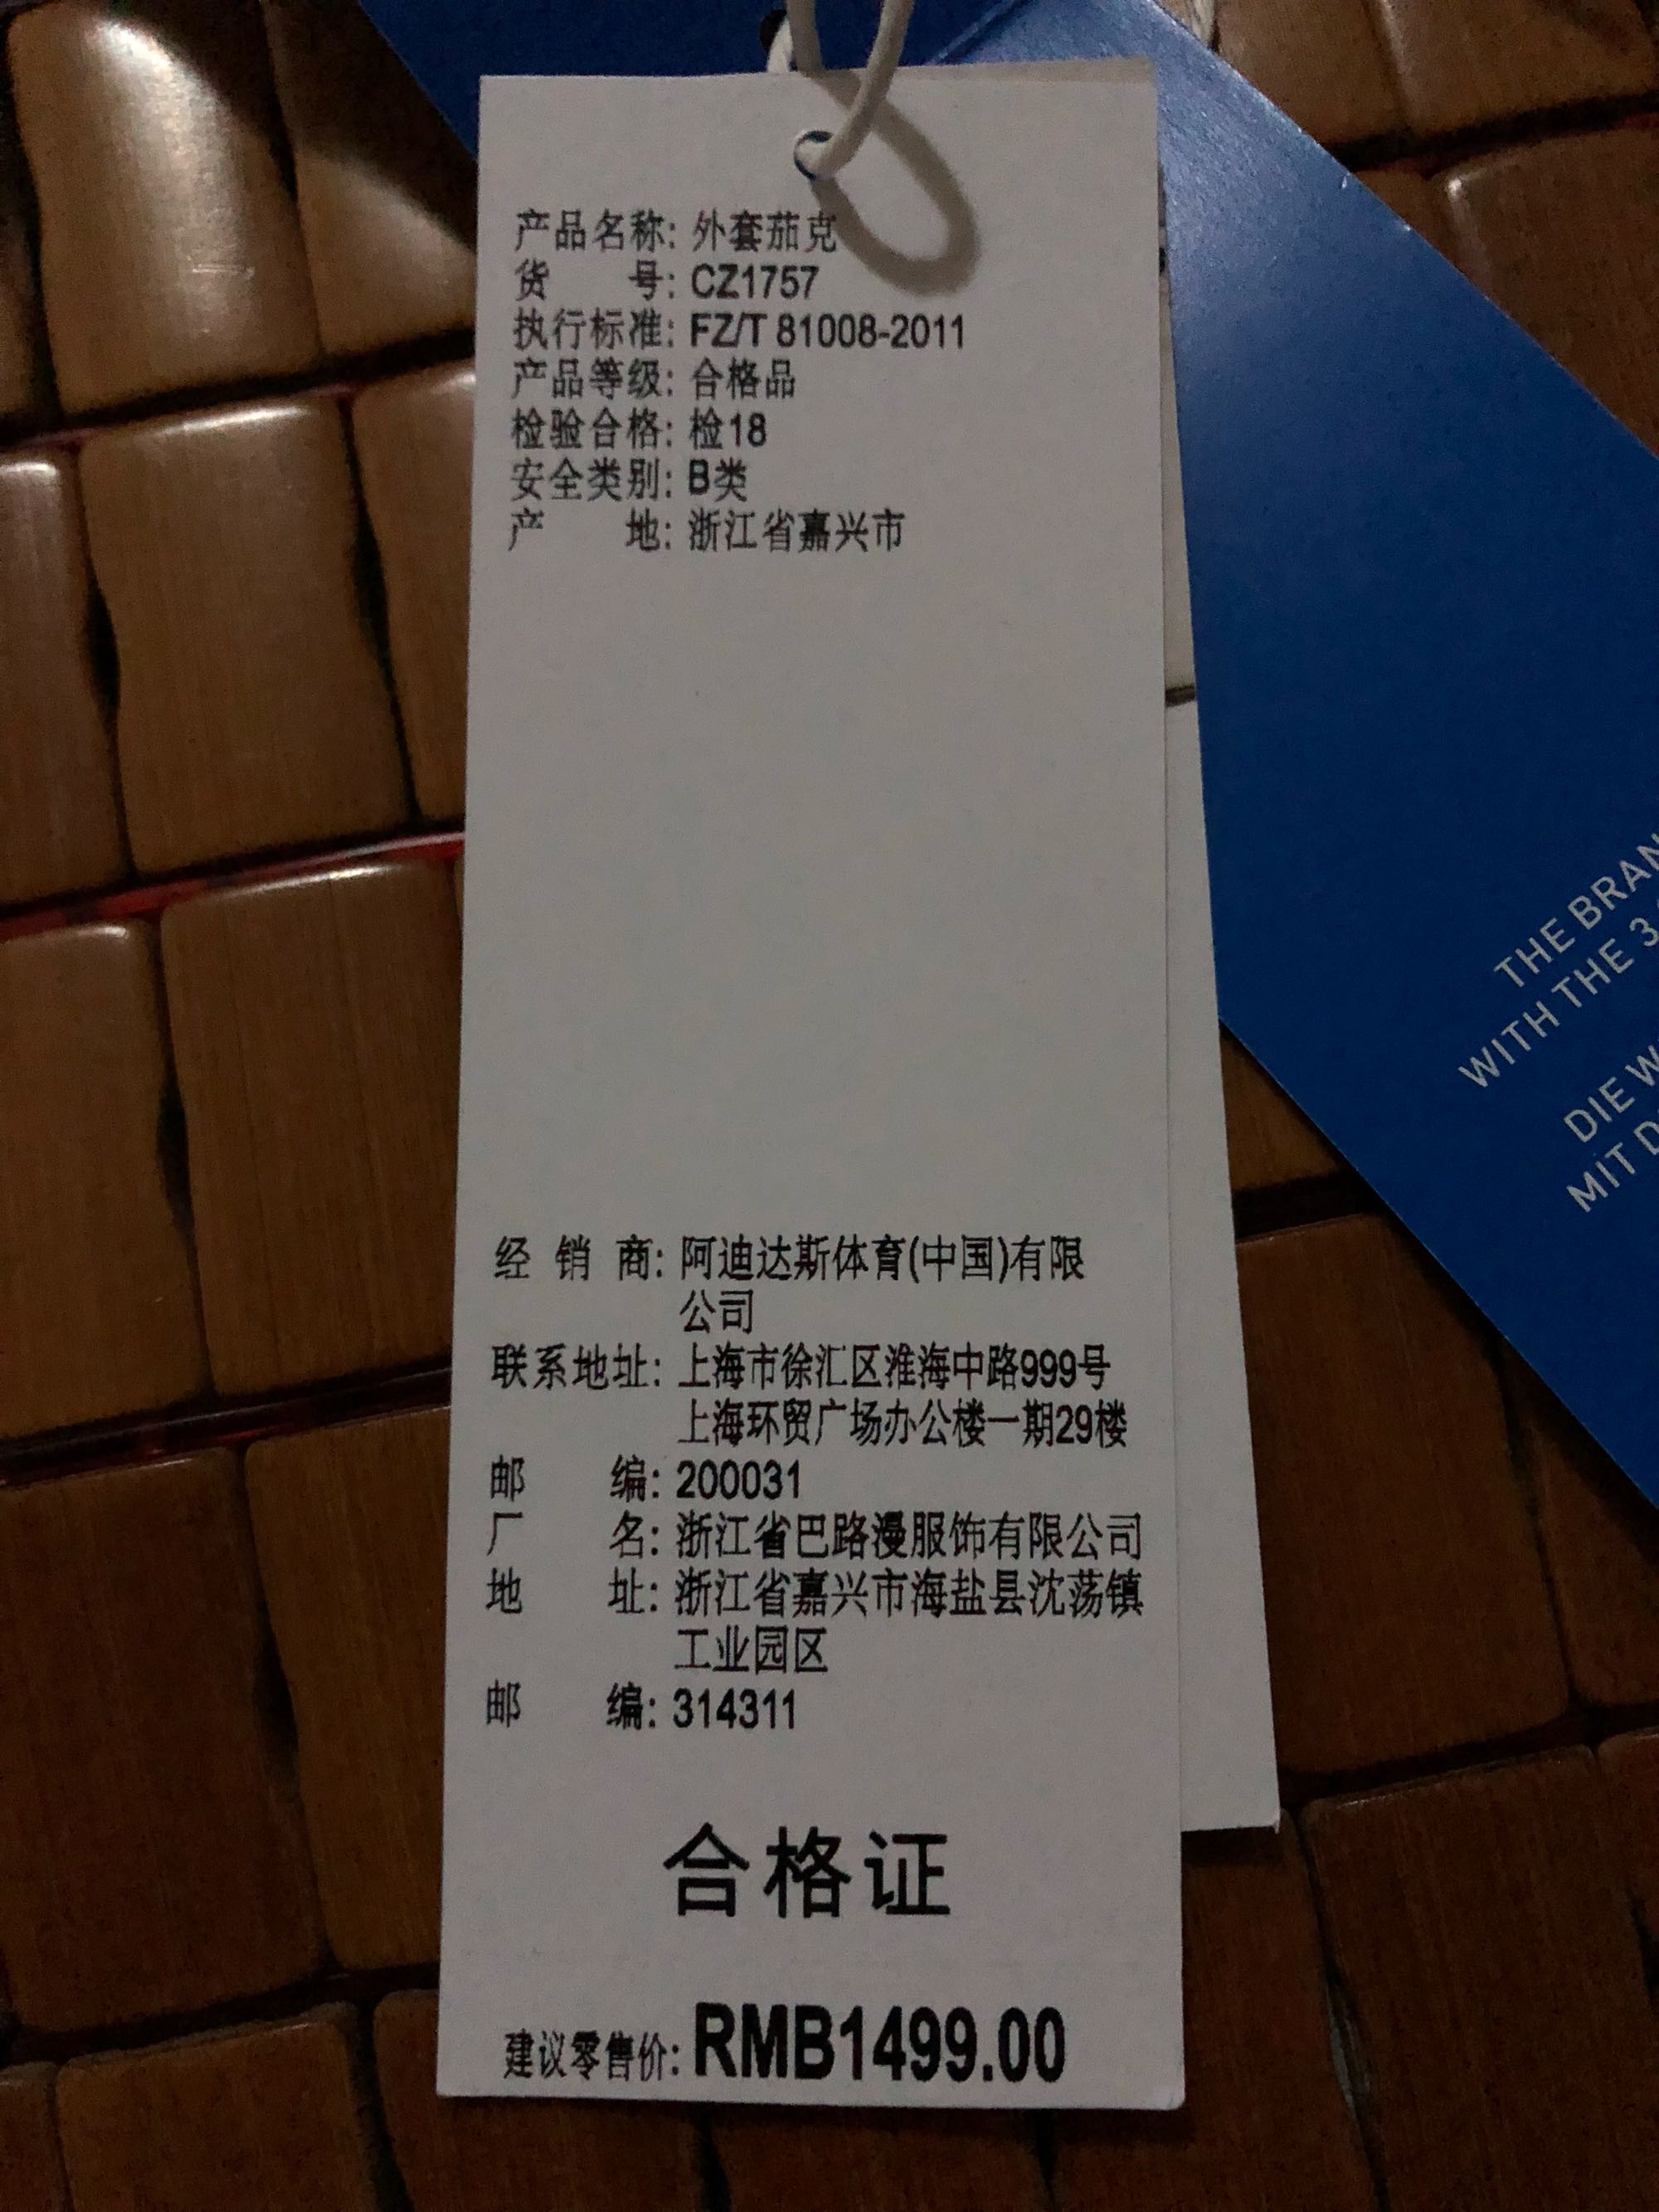 产品名称: 外套茄克
货 号: CZ1757
执行标准: FZ/T 81008-2011
产品等级: 合格品
检验合格: 检18
安全类别: B类
产 地: 浙江省嘉兴市
经 销 商: 阿迪达斯体育(中国)有限
公司
联系地址: 上海市徐汇区淮海中路999号
上海环贸广场办公楼一期29楼
邮 编: 200031
厂 名: 浙江省巴路漫服饰有限公司
地 址: 浙江省嘉兴市海盐县沈荡镇
工业园区
邮 编: 314311
合格证
建议零售价: RMB1499.00
THE BRAN
WITH THE 3
DIE W
MIT D